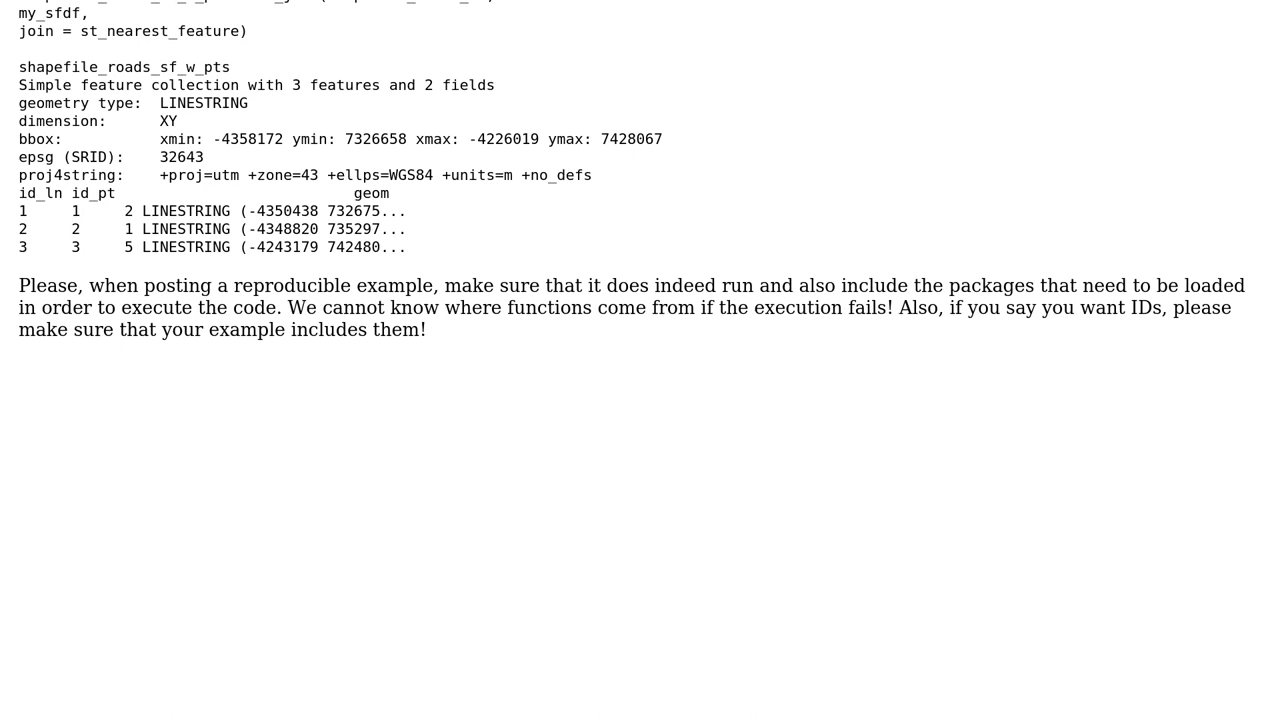 my_sfdf,
join = st_nearest_feature)
shapefile_roads_sf_w_pts
Simple feature collection with 3 features and 2 fields
geometry type:  LINESTRING
dimension:      XY
bbox:           xmin: -4358172 ymin: 7326658 xmax: -4226019 ymax: 7428067
epsg (SRID):    32643
proj4string:    +proj=utm +zone=43 +ellps=WGS84 +units=m +no_defs
id_ln id_pt                           geom
1     1     2 LINESTRING (-4350438 732675...
2     2     1 LINESTRING (-4348820 735297...
3     3     5 LINESTRING (-4243179 742480...
Please, when posting a reproducible example, make sure that it does indeed run and also include the packages that need to be loaded
in order to execute the code. We cannot know where functions come from if the execution fails! Also, if you say you want IDs, please
make sure that your example includes them!